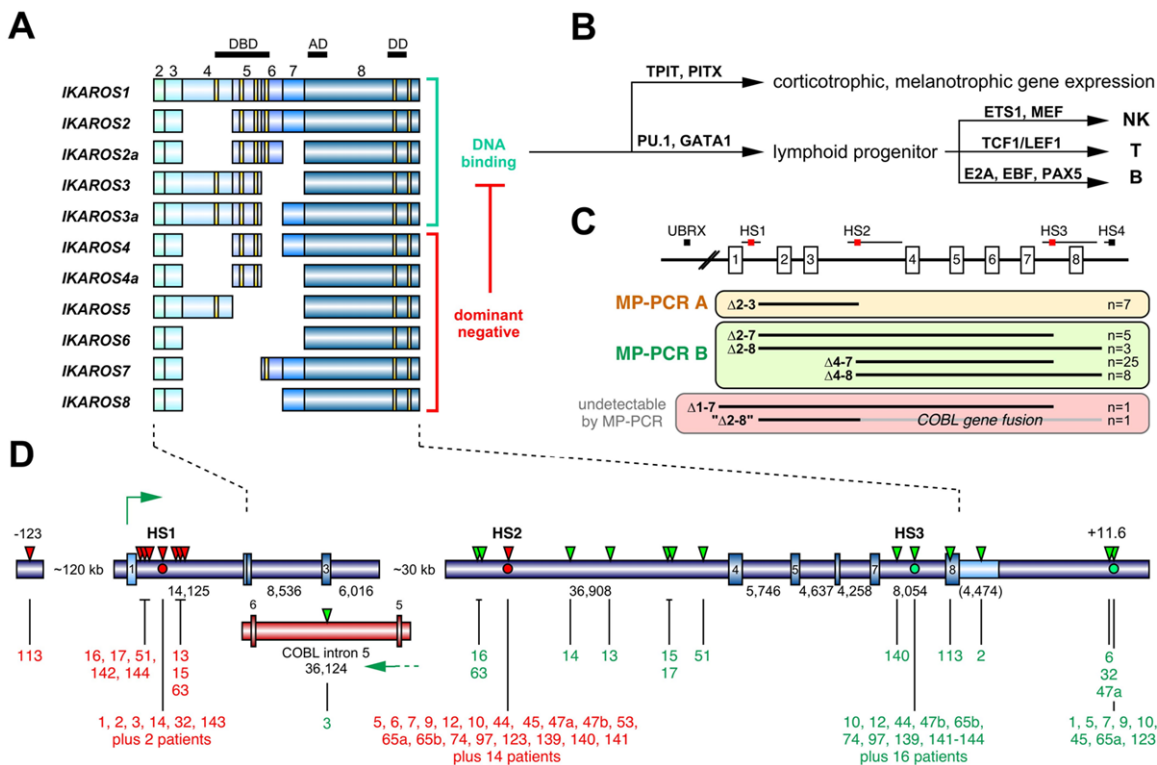 A
DBD
AD
DD
2 3 4 5 6 7 8
IKAROS1
IKAROS2
IKAROS2a
IKAROS3
IKAROS3a
IKAROS4
IKAROS4a
IKAROS5
IKAROS6
IKAROS7
IKAROS8
DNA
binding
dominant
negative
B
TPIT, PITX
corticotrophic, melanotrophic gene expression
PU.1, GATA1
lymphoid progenitor
ETS1, MEF
NK
TCF1/LEF1
T
E2A, EBF, PAX5
B
C
UBRX HS1 HS2 HS3 HS4
1 2 3 4 5 6 7 8
MP-PCR A
Δ2-3 n=7
MP-PCR B
Δ2-7 n=5
Δ2-8 n=3
Δ4-7 n=25
Δ4-8 n=8
undetectable
by MP-PCR
Δ1-7 n=1
"Δ2-8" COBL gene fusion n=1
D
-123 HS1 HS2 HS3 +11.6
~120 kb 1 3 ~30 kb 4 5 7 8
14,125 8,536 6,016 36,908 5,746 4,637 4,258 8,054 (4,474)
6 5
COBL intron 5
36,124
3
113
16, 17, 51,
142, 144
13
15
63
1, 2, 3, 14, 32, 143
plus 2 patients
16
63
14
13
15
17
51
5, 6, 7, 9, 12, 10, 44, 45, 47a, 47b, 53,
65a, 65b, 74, 97, 123, 139, 140, 141
plus 14 patients
140
113
2
10, 12, 44, 47b, 65b,
74, 97, 139, 141-144
plus 16 patients
6
32
47a
1, 5, 7, 9, 10,
45, 65a, 123